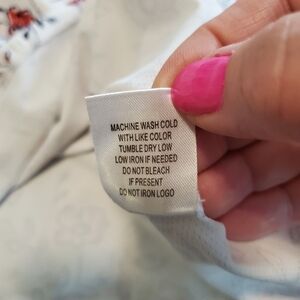 MACHINE WASH COLD
WITH LIKE COLOR
TUMBLE DRY LOW
LOW IRON IF NEEDED
DO NOT BLEACH
IF PRESENT
DO NOT IRON LOGO